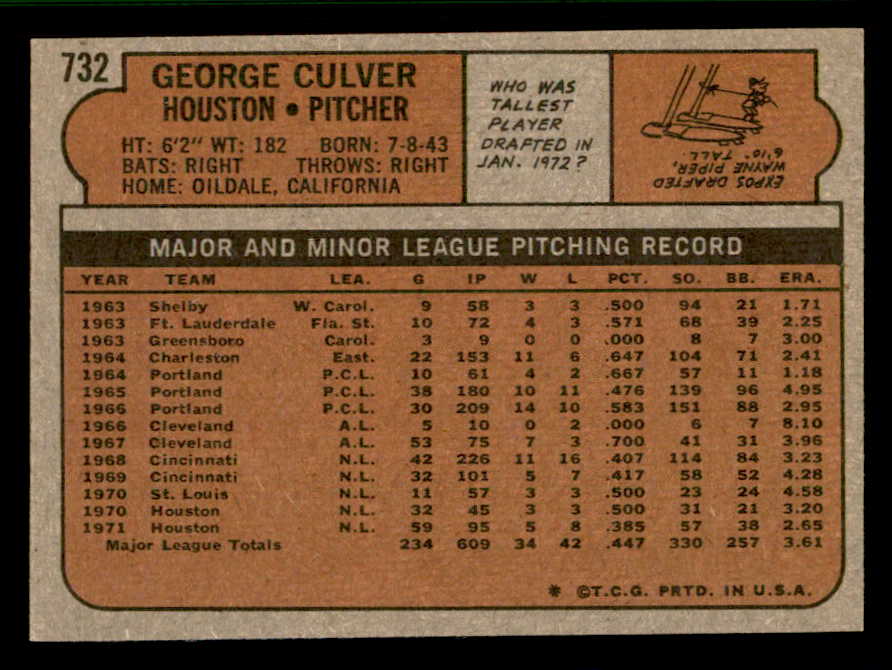 732
GEORGE CULVER
HOUSTON • PITCHER
HT: 6'2" WT: 182 BORN: 7-8-43
BATS: RIGHT THROWS: RIGHT
HOME: OILDALE, CALIFORNIA
WHO WAS
TALLEST
PLAYER
DRAFTED IN
JAN. 1972?
EXPOS DRAFTED
WAYNE PIPER,
6'10" TALL
MAJOR AND MINOR LEAGUE PITCHING RECORD
YEAR TEAM LEA. G IP W L PCT. SO. BB. ERA.
1963 Shelby W. Carol. 9 58 3 3 .500 94 21 1.71
1963 Ft. Lauderdale Fla. St. 10 72 4 3 .571 68 39 2.25
1963 Greensboro Carol. 3 9 0 0 .000 8 7 3.00
1964 Charleston East. 22 153 11 6 .647 104 71 2.41
1964 Portland P.C.L. 10 61 4 2 .667 57 11 1.18
1965 Portland P.C.L. 38 180 10 11 .476 139 96 4.95
1966 Portland P.C.L. 30 209 14 10 .583 151 88 2.95
1966 Cleveland A.L. 5 10 0 2 .000 6 7 8.10
1967 Cleveland A.L. 53 75 7 3 .700 41 31 3.96
1968 Cincinnati N.L. 42 226 11 16 .407 114 84 3.23
1969 Cincinnati N.L. 32 101 5 7 .417 58 52 4.28
1970 St. Louis N.L. 11 57 3 3 .500 23 24 4.58
1970 Houston N.L. 32 45 3 3 .500 31 21 3.20
1971 Houston N.L. 59 95 5 8 .385 57 38 2.65
Major League Totals 234 609 34 42 .447 330 257 3.61
* ©T.C.G. PRTD. IN U.S.A.